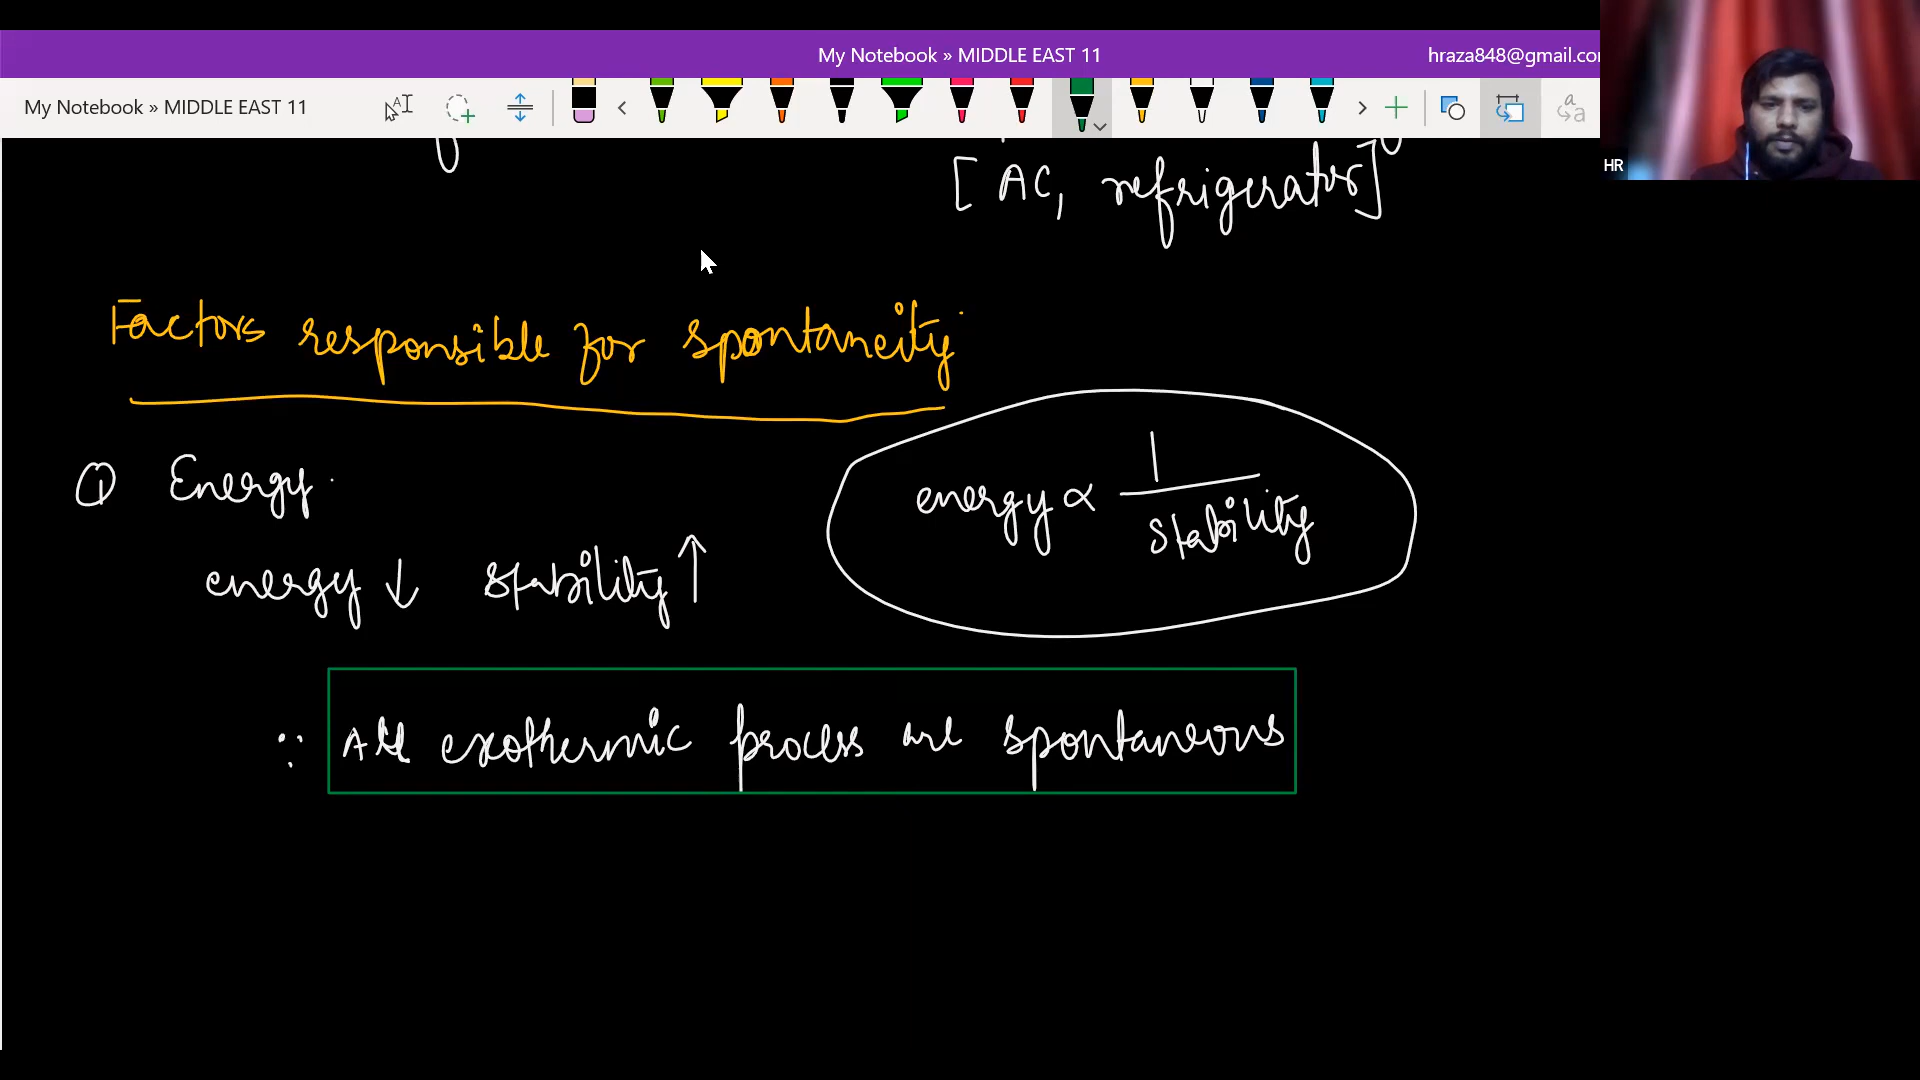 My Notebook » MIDDLE EAST 11
hraza848@gmail.co
My Notebook » MIDDLE EAST 11
HR
[AC, refrigerator]
Factors responsible for spontaneity
① Energy
energy ∝ 1/stability
energy ↓ stability ↑
∵ All exothermic process are spontaneous